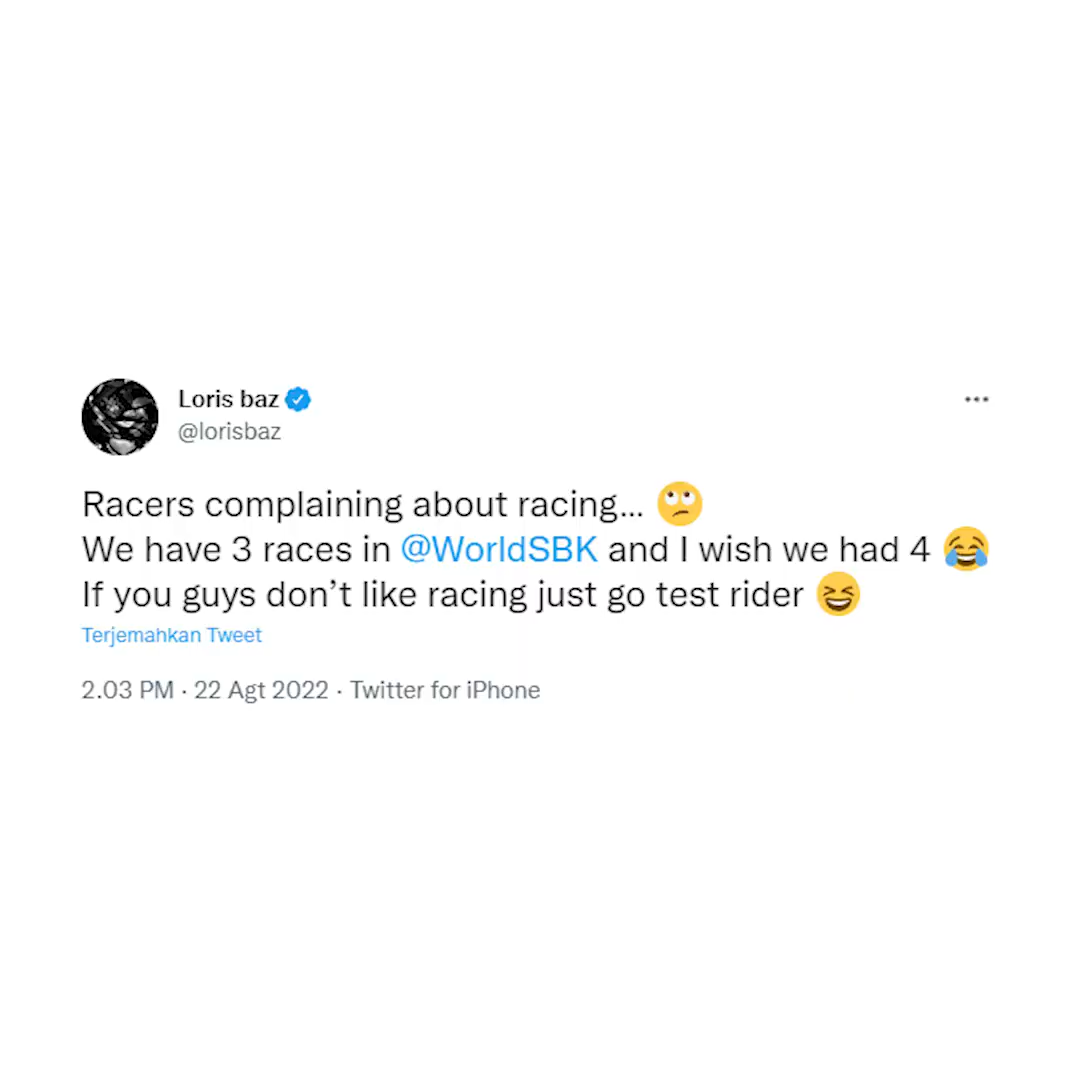 Loris baz
@lorisbaz
Racers complaining about racing... 🙄
We have 3 races in @WorldSBK and I wish we had 4 😂
If you guys don’t like racing just go test rider 😆
Terjemahkan Tweet
2.03 PM · 22 Agt 2022 · Twitter for iPhone